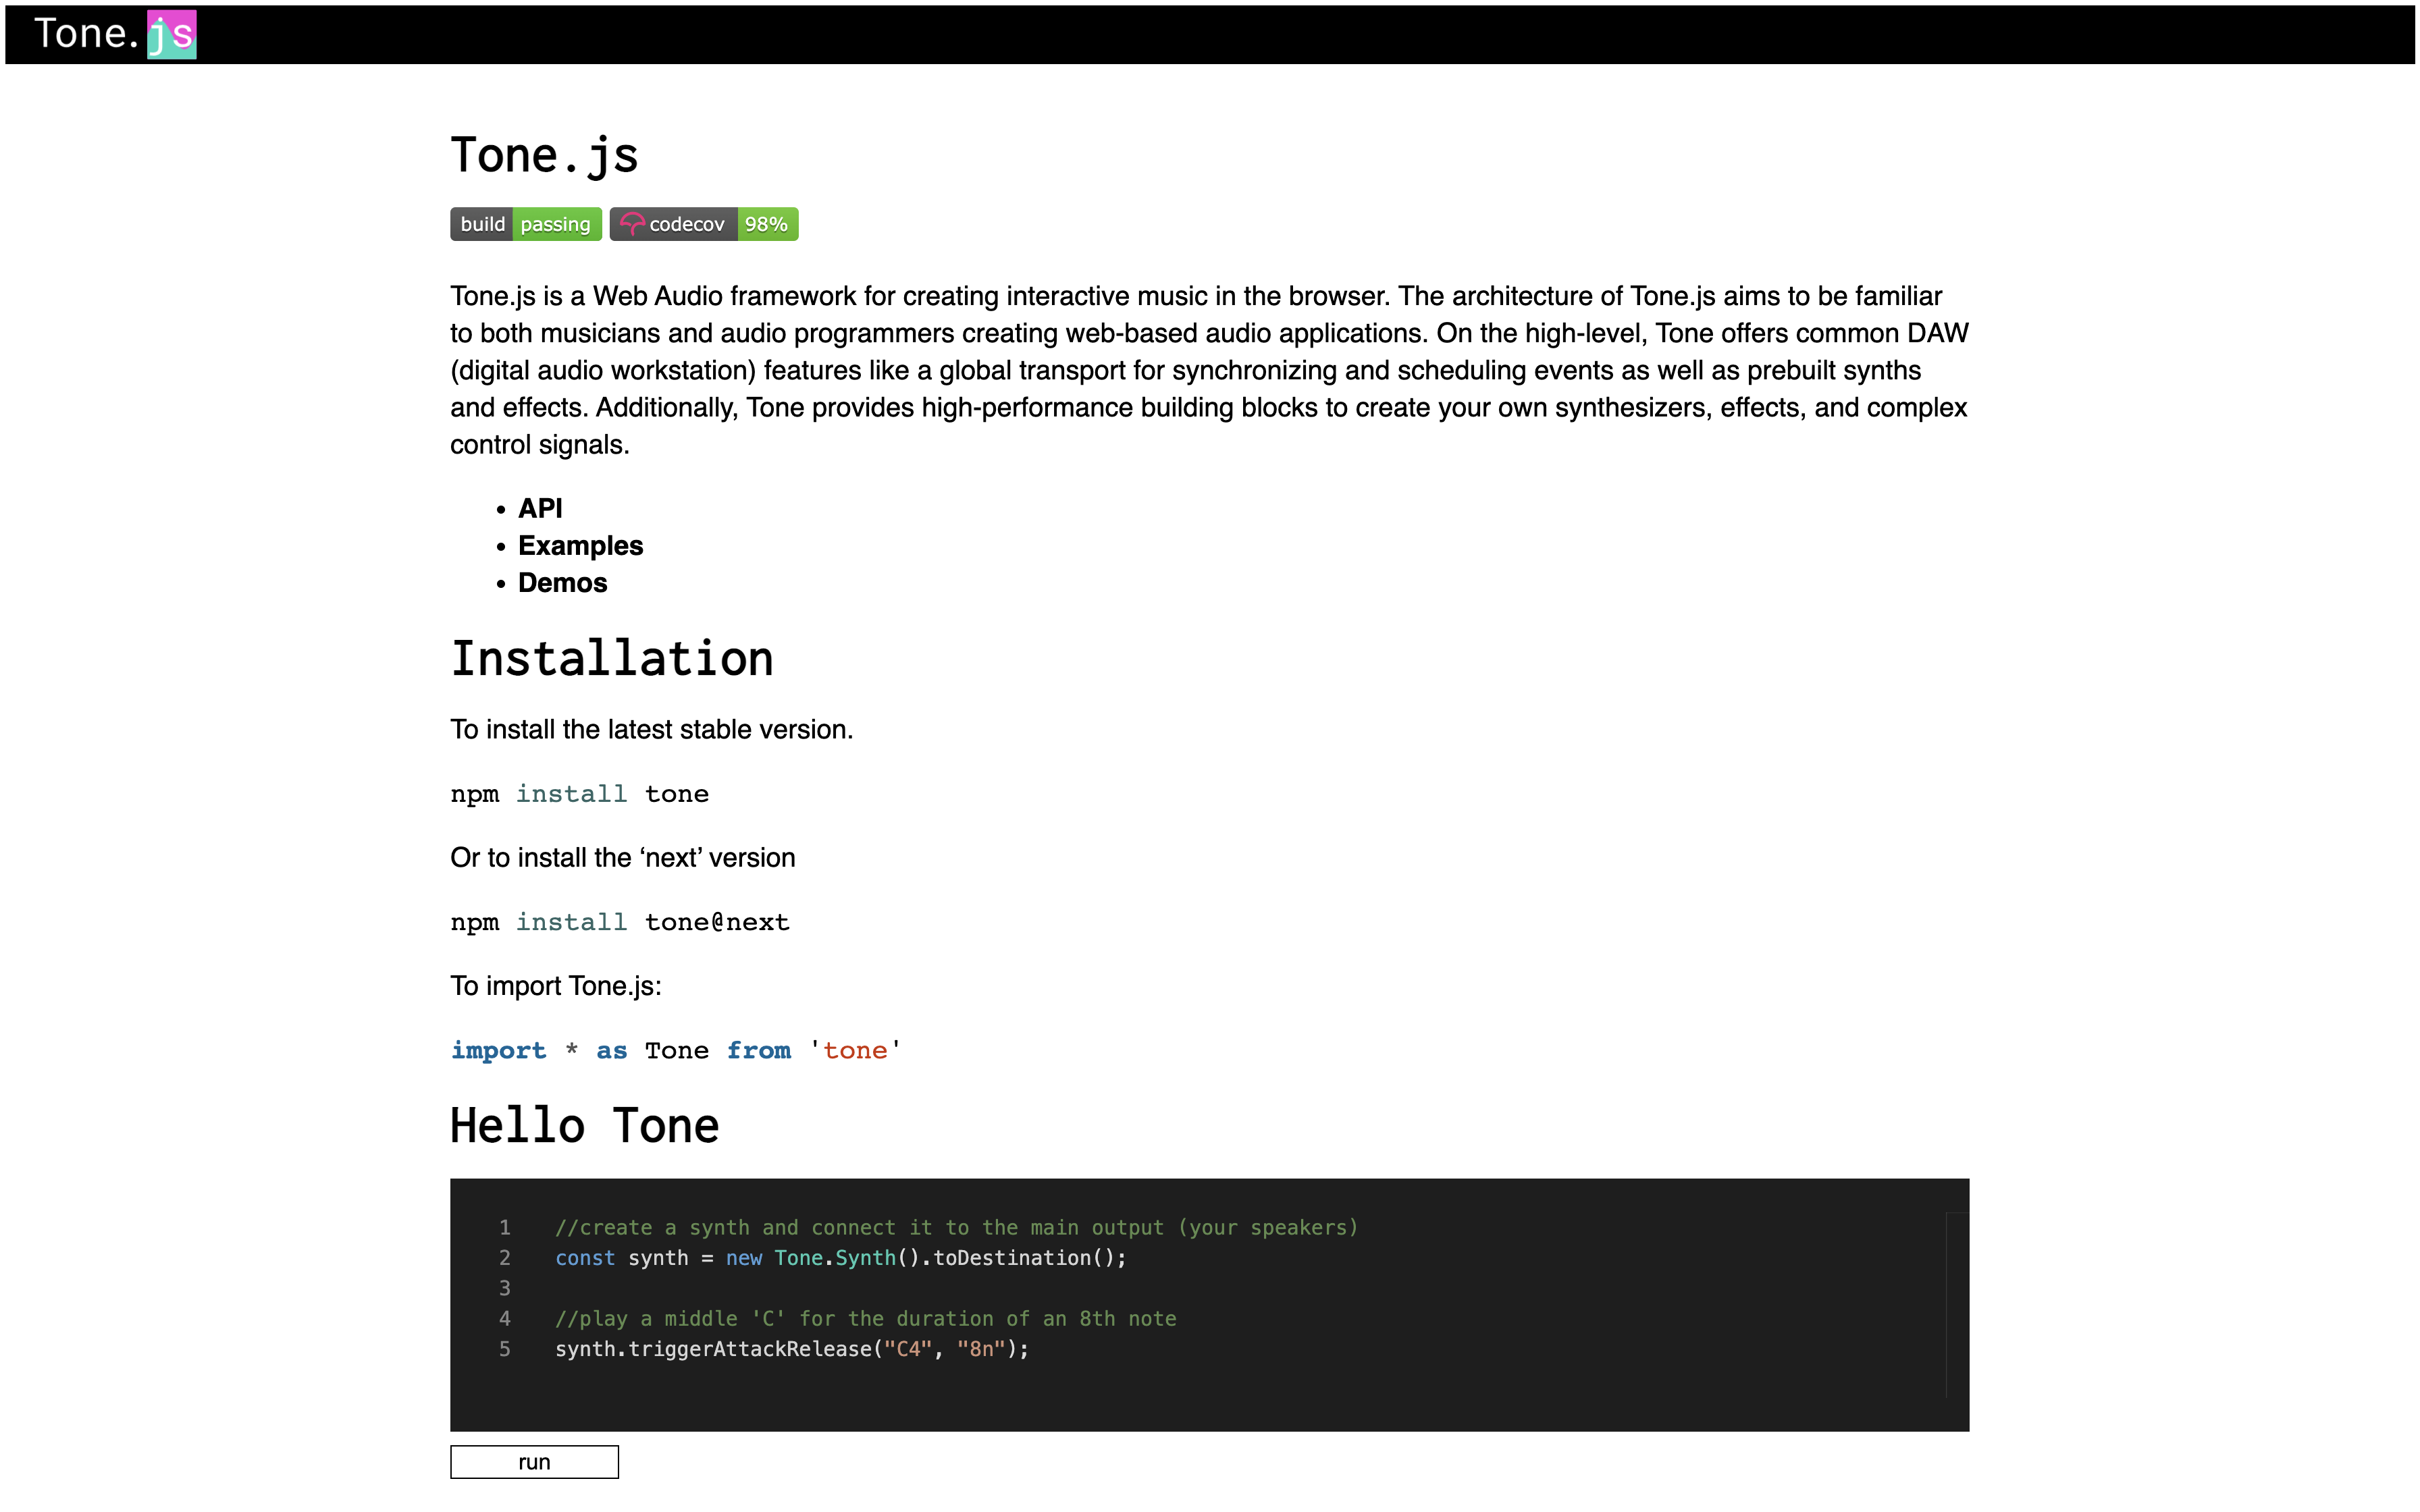 Tone.js
Tone.js
build passing codecov 98%
Tone.js is a Web Audio framework for creating interactive music in the browser. The architecture of Tone.js aims to be familiar
to both musicians and audio programmers creating web-based audio applications. On the high-level, Tone offers common DAW
(digital audio workstation) features like a global transport for synchronizing and scheduling events as well as prebuilt synths
and effects. Additionally, Tone provides high-performance building blocks to create your own synthesizers, effects, and complex
control signals.
• API
• Examples
• Demos
Installation
To install the latest stable version.
npm install tone
Or to install the ‘next’ version
npm install tone@next
To import Tone.js:
import * as Tone from 'tone'
Hello Tone
1 //create a synth and connect it to the main output (your speakers)
2 const synth = new Tone.Synth().toDestination();
3
4 //play a middle 'C' for the duration of an 8th note
5 synth.triggerAttackRelease("C4", "8n");
run